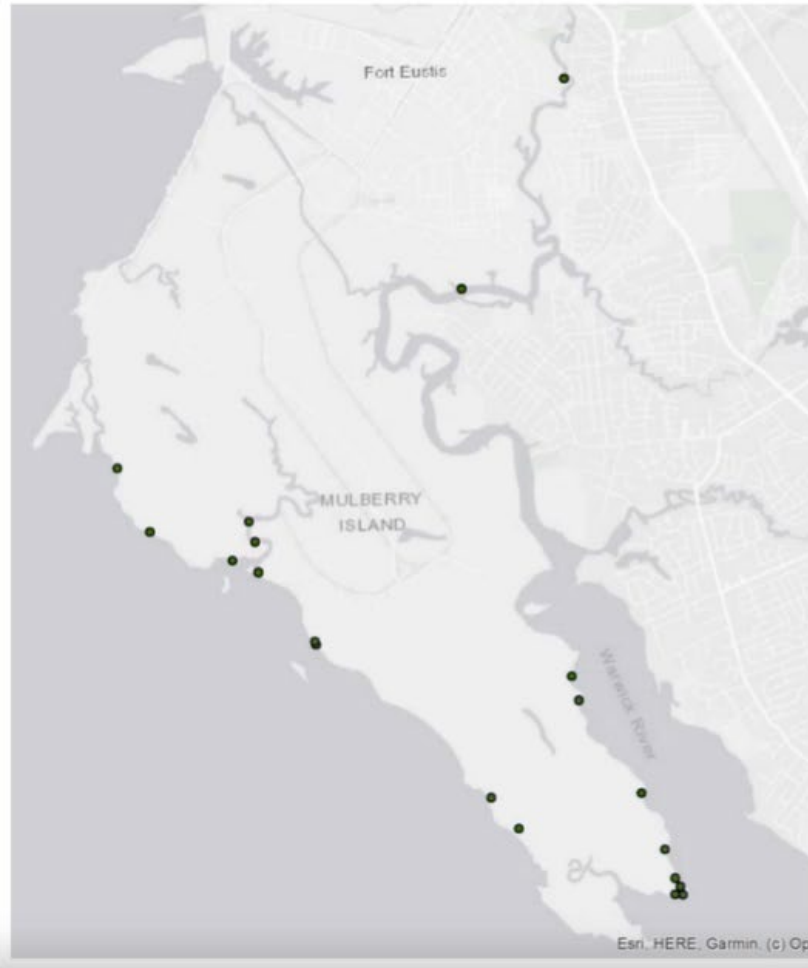 Fort Eustis
MULBERRY
ISLAND
Warwick River
Esri, HERE, Garmin, (c) Op